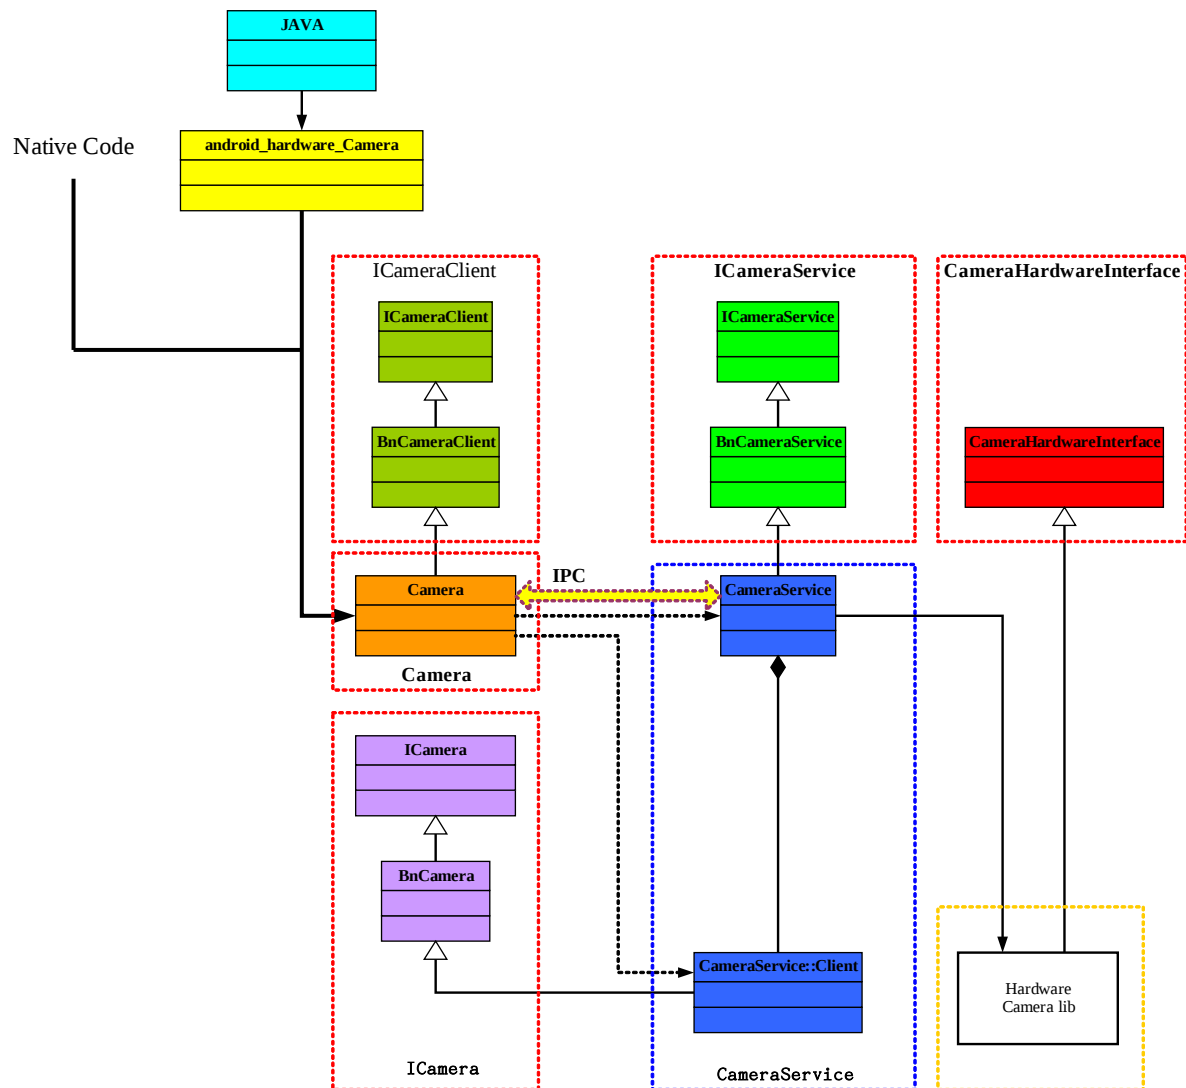 JAVA
Native Code
android_hardware_Camera
ICameraClient
ICameraService
CameraHardwareInterface
ICameraClient
ICameraService
BnCameraClient
BnCameraService
CameraHardwareInterface
IPC
Camera
CameraService
Camera
ICamera
BnCamera
CameraService::Client
Hardware
Camera lib
ICamera
CameraService